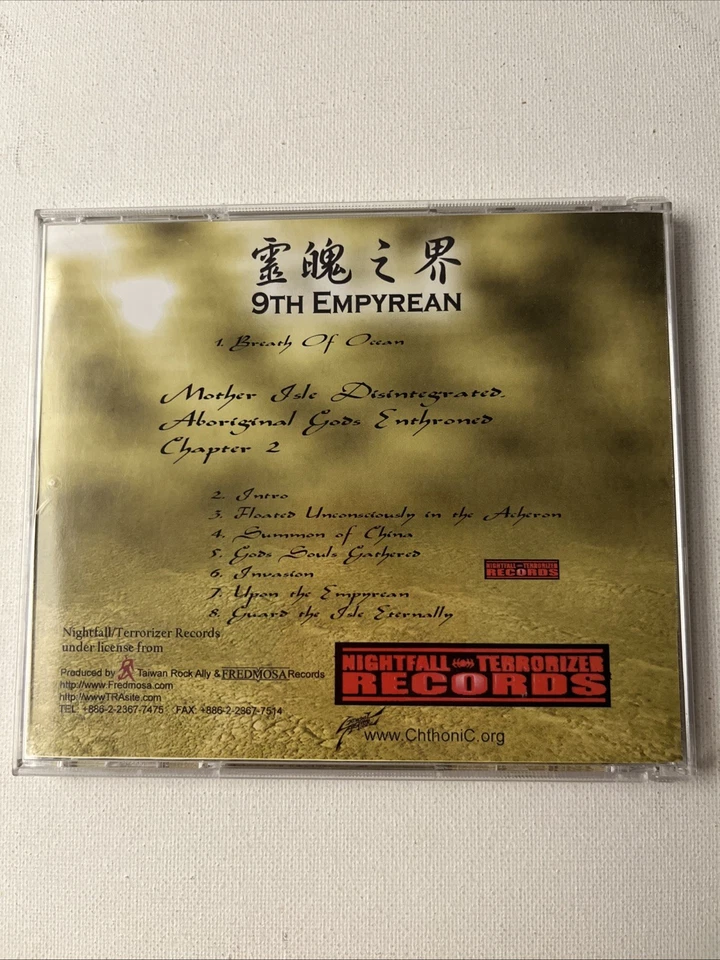 靈魄之界
9TH EMPYREAN
1. Breath Of Ocean
Mother Isle Disintegrated.
Aboriginal Gods Enthroned
Chapter 2
2. Intro
3. Floated Unconsciously in the Acheron
4. Summon of China
5. Gods Souls Gathered
6. Invasion
7. Upon the Empyrean
8. Guard the Isle Eternally
NIGHTFALL TERRORIZER
RECORDS
Nightfall/Terrorizer Records
under license from
Produced by Taiwan Rock Ally & FREDMOSA Records
http://www.Fredmosa.com
http://wwwTRAsite.com
TEL: +886-2-2367-7475 FAX: +886-2-2367-7514
NIGHTFALL TERRORIZER
RECORDS
www.ChthoniC.org